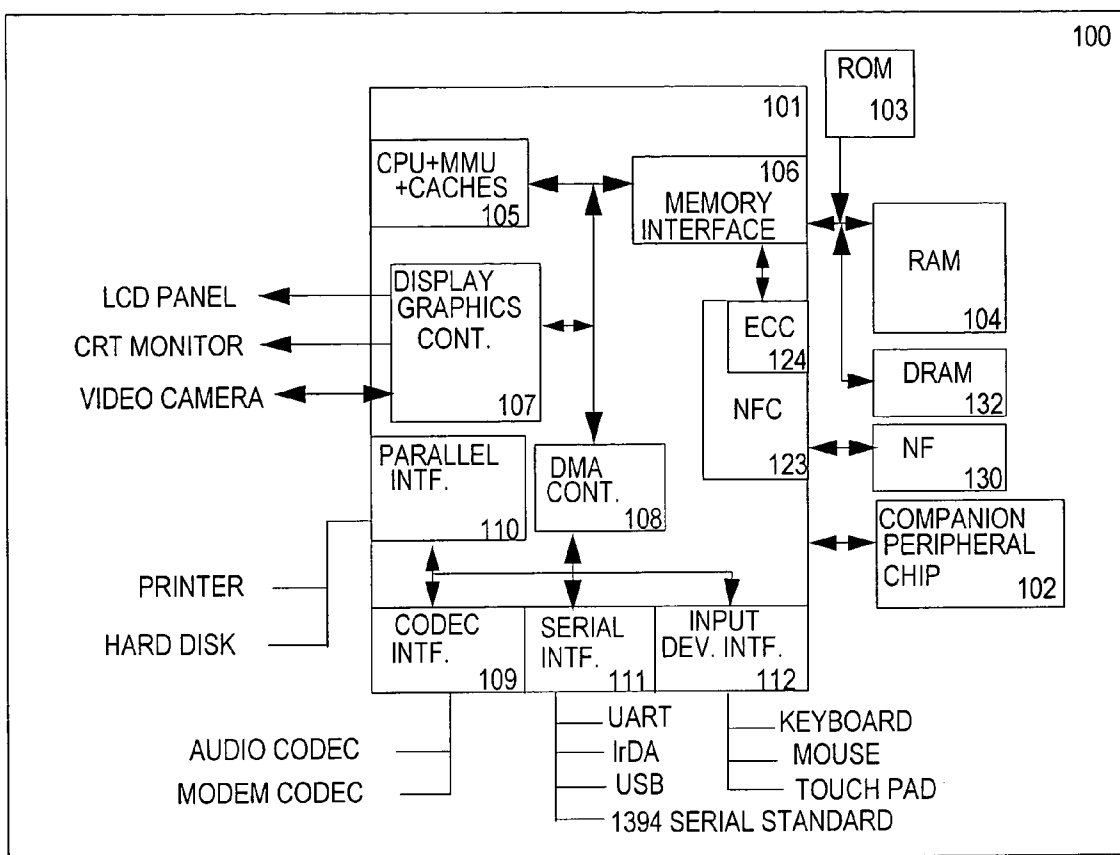 100
ROM
103
101
CPU+MMU
+CACHES
105
106
MEMORY
INTERFACE
RAM
104
LCD PANEL
CRT MONITOR
VIDEO CAMERA
DISPLAY
GRAPHICS
CONT.
107
ECC
124
NFC
123
DRAM
132
NF
130
PARALLEL
INTF.
110
DMA
CONT.
108
COMPANION
PERIPHERAL
CHIP
102
PRINTER
HARD DISK
CODEC
INTF.
109
SERIAL
INTF.
111
INPUT
DEV. INTF.
112
AUDIO CODEC
MODEM CODEC
UART
IrDA
USB
1394 SERIAL STANDARD
KEYBOARD
MOUSE
TOUCH PAD